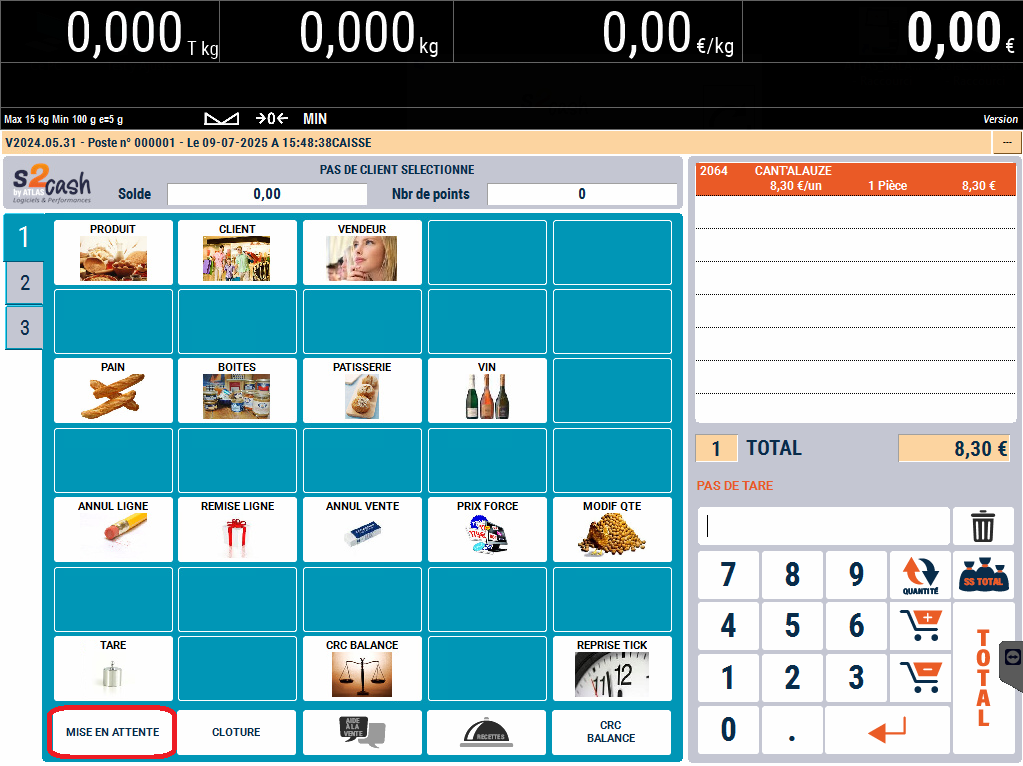 0,000 T kg 0,000 kg 0,00 €/kg 0,00 €
Max 15 kg Min 100 g e=5 g →0← MIN Version
V2024.05.31 - Poste n° 000001 - Le 09-07-2025 A 15:48:38CAISSE ...
S2cash
by ATLAS
Logiciels & Performances
PAS DE CLIENT SELECTIONNE
Solde 0,00 Nbr de points 0
1
2
3
PRODUIT CLIENT VENDEUR
PAIN BOITES PATISSERIE VIN
ANNUL LIGNE REMISE LIGNE ANNUL VENTE PRIX FORCE MODIF QTE
TARE CRC BALANCE REPRISE TICK
12
MISE EN ATTENTE CLOTURE AIDE
À LA
VENTE
RECETTES
CRC
BALANCE
2064 CANT'ALAUZE
8,30 €/un 1 Pièce 8,30 €
1 TOTAL 8,30 €
PAS DE TARE
7 8 9 QUANTITÉ SS TOTAL
4 5 6
1 2 3
0 .
TOTAL